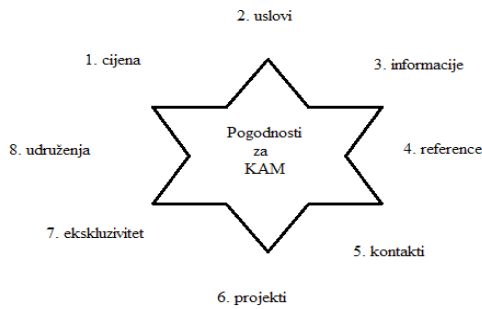 2. uslovi
1. cijena
3. informacije
Pogodnosti
za
KAM
8. udruženja
4. reference
7. ekskluzivitet
5. kontakti
6. projekti